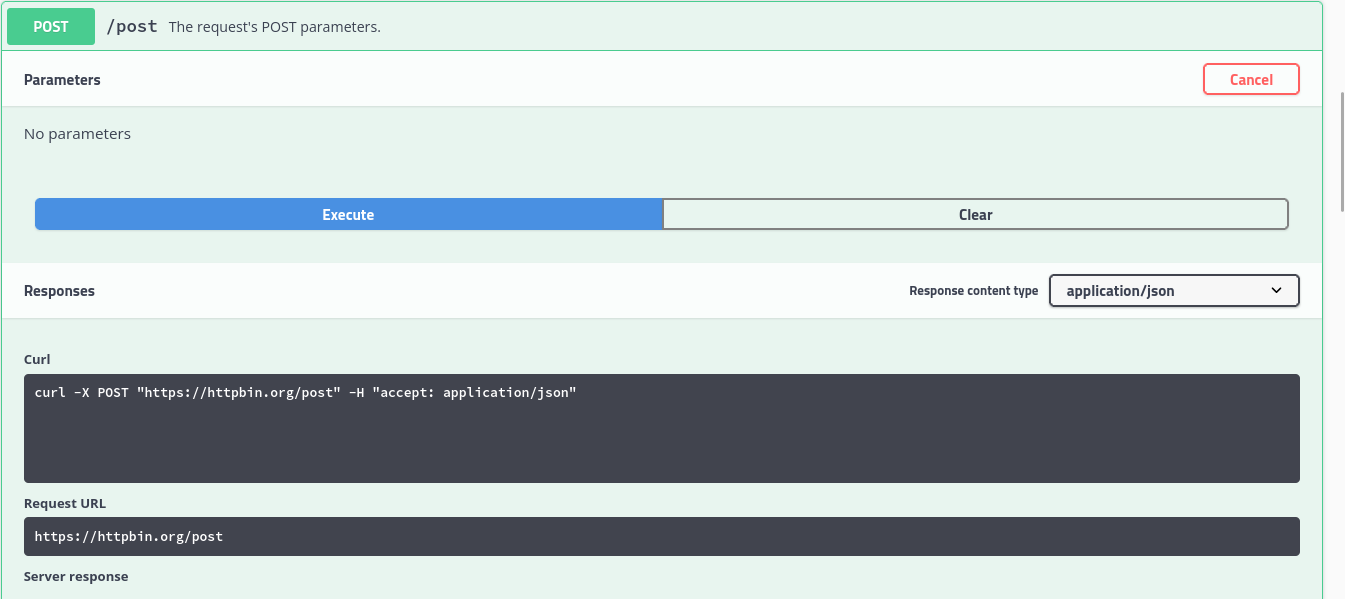 POST /post The request's POST parameters.
Parameters Cancel
No parameters
Execute Clear
Responses Response content type application/json
Curl
curl -X POST "https://httpbin.org/post" -H "accept: application/json"
Request URL
https://httpbin.org/post
Server response